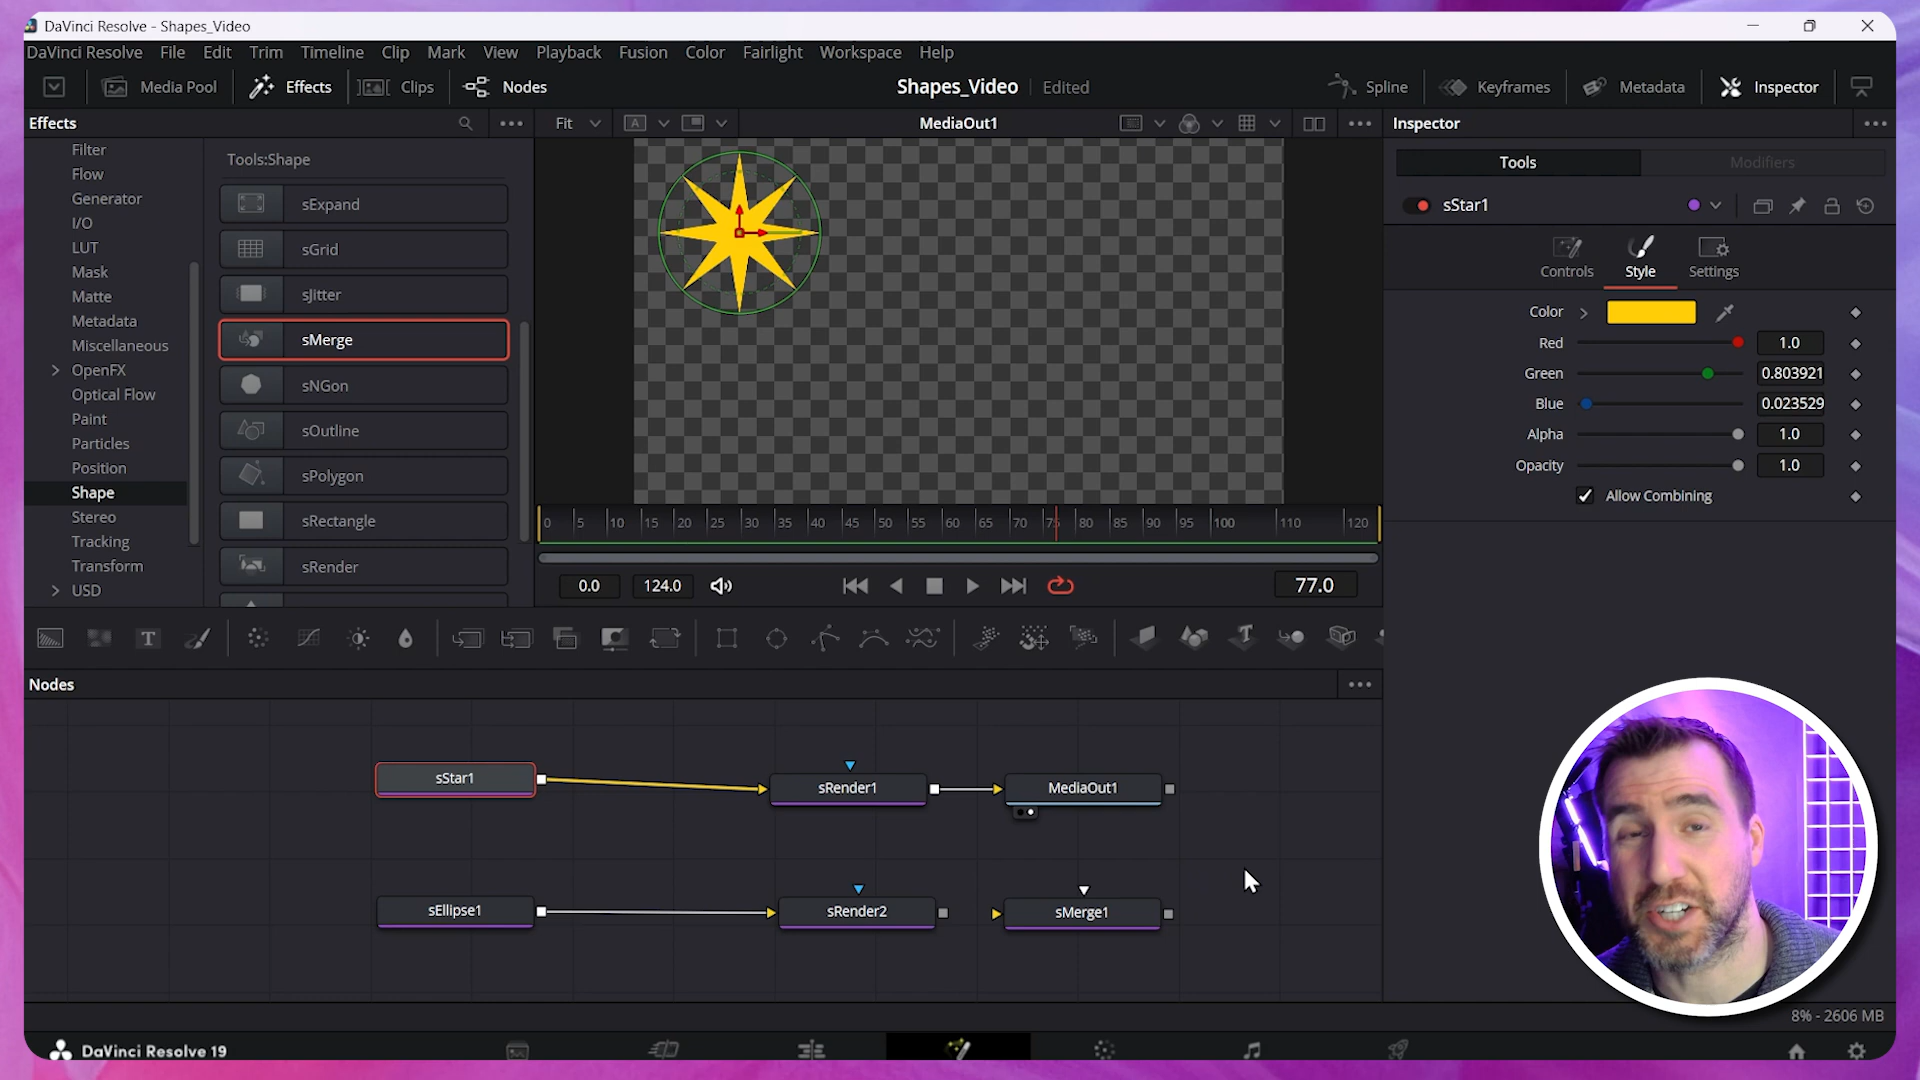 DaVinci Resolve - Shapes_Video
DaVinci Resolve File Edit Trim Timeline Clip Mark View Playback Fusion Color Fairlight Workspace Help
Media Pool Effects Clips Nodes Shapes_Video Edited Spline Keyframes Metadata Inspector
Effects Fit A MediaOut1 Inspector
Filter
Flow
Generator
I/O
LUT
Mask
Matte
Metadata
Miscellaneous
OpenFX
Optical Flow
Paint
Particles
Position
Shape
Stereo
Tracking
Transform
USD
Tools:Shape
sExpand
sGrid
sJitter
sMerge
sNGon
sOutline
sPolygon
sRectangle
sRender
0 5 10 15 20 25 30 35 40 45 50 55 60 65 70 75 80 85 90 95 100 110 120
0.0 124.0 77.0
Tools Modifiers
sStar1
Controls Style Settings
Color
Red 1.0
Green 0.803921
Blue 0.023529
Alpha 1.0
Opacity 1.0
Allow Combining
T
Nodes
sStar1 sRender1 MediaOut1
sEllipse1 sRender2 sMerge1
8% - 2606 MB
DaVinci Resolve 19